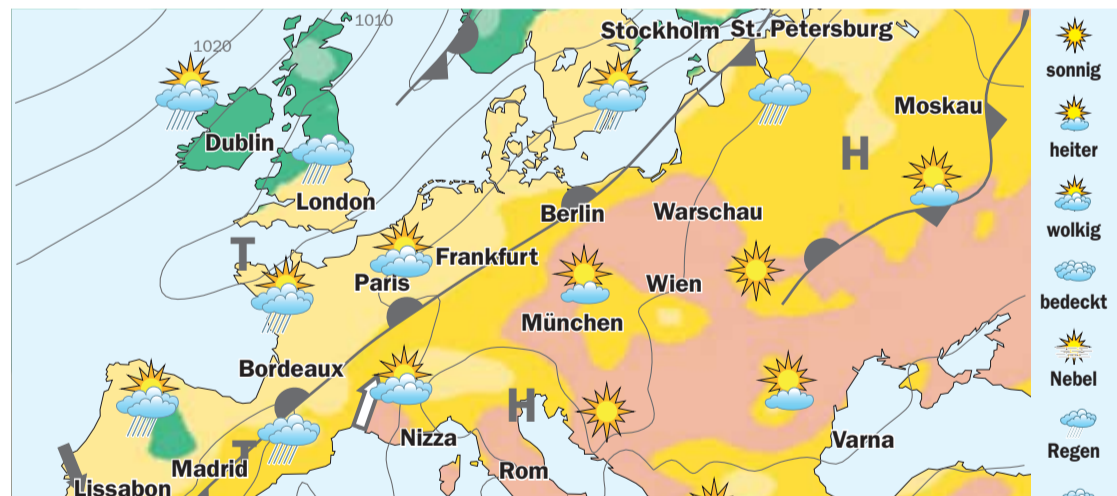 1010
1020
Stockholm
St. Petersburg
Moskau
Dublin
H
London
Berlin
Warschau
T
Frankfurt
Paris
Wien
München
Bordeaux
H
Nizza
Varna
T
Madrid
Rom
Lissabon
sonnig
heiter
wolkig
bedeckt
Nebel
Regen